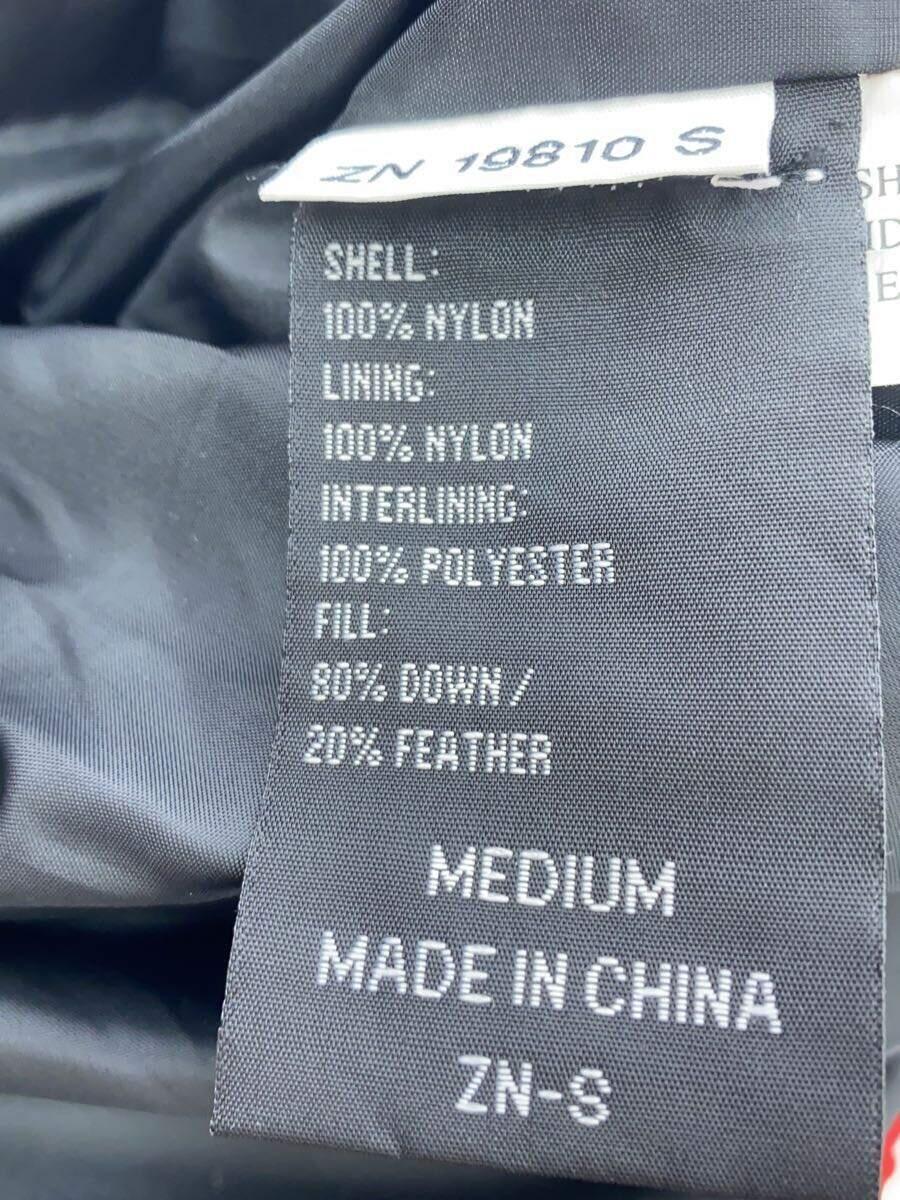 ZN 19810 S
SHELL:
100% NYLON
LINING:
100% NYLON
INTERLINING:
100% POLYESTER
FILL:
80% DOWN /
20% FEATHER
MEDIUM
MADE IN CHINA
ZN-S